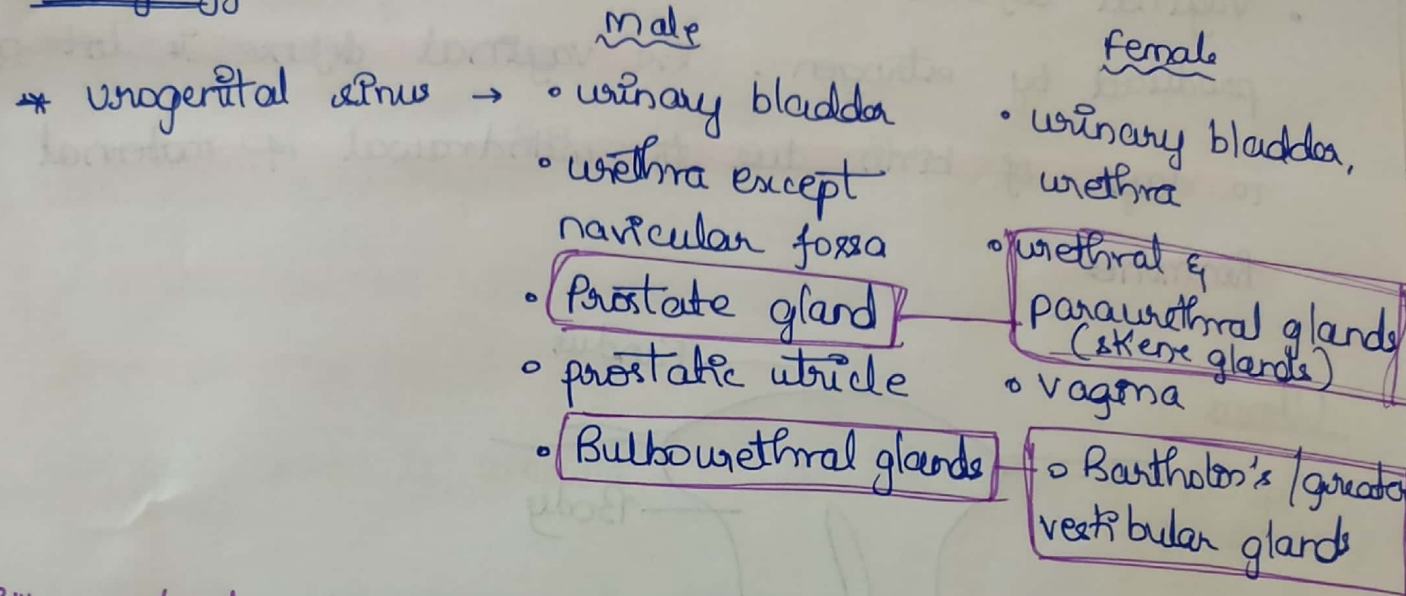 Male
Female
* urogenital sinus → • urinary bladder
• urethra except
navicular fossa
• Prostate gland
• prostatic utricle
• Bulbourethral glands
• urinary bladder,
urethra
• urethral &
paraurethral glands
(skene glands)
• vagina
• Bartholin's / greater
vestibular glands